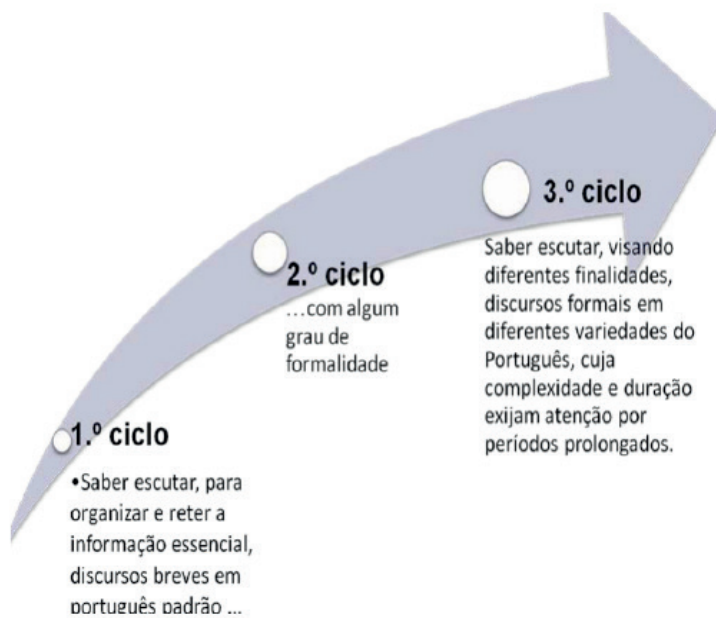 1.º ciclo
•Saber escutar, para
organizar e reter a
informação essencial,
discursos breves em
português padrão ...
2.º ciclo
...com algum
grau de
formalidade
3.º ciclo
Saber escutar, visando
diferentes finalidades,
discursos formais em
diferentes variedades do
Português, cuja
complexidade e duração
exijam atenção por
períodos prolongados.